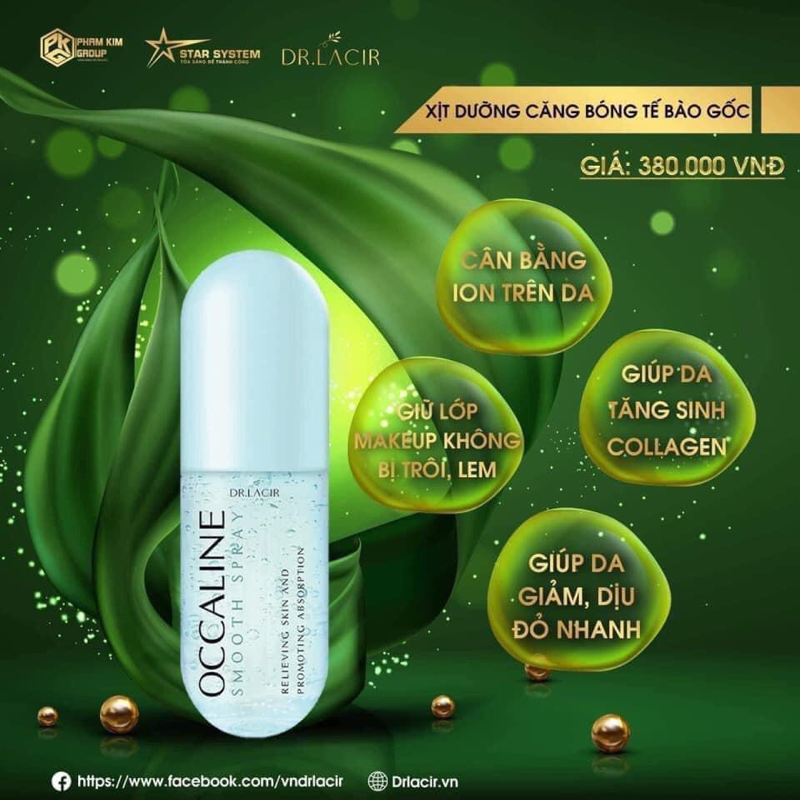 PHAM KIM
GROUP
STAR SYSTEM
TỎA SÁNG ĐỂ THÀNH CÔNG
DR.LACIR
XỊT DƯỠNG CĂNG BÓNG TẾ BÀO GỐC
GIÁ: 380.000 VNĐ
CÂN BẰNG
ION TRÊN DA
GIÚP DA
TĂNG SINH
COLLAGEN
GIỮ LỚP
MAKEUP KHÔNG
BỊ TRÔI, LEM
GIÚP DA
GIẢM, DỊU
ĐỎ NHANH
DR.LACIR
OCCALINE
SMOOTH SPRAY
RELIEVING SKIN AND
PROMOTING ABSORPTION
https://www.facebook.com/vndrlacir
Drlacir.vn